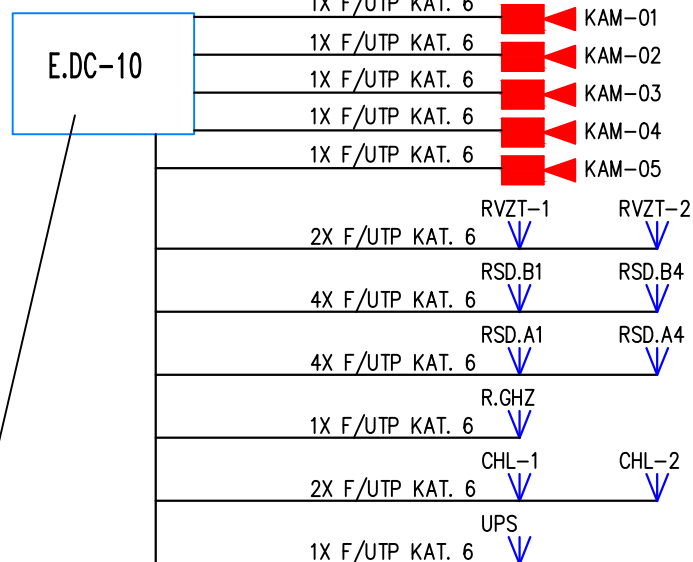 1X F/UTP KAT. 6
KAM-01
E.DC-10
1X F/UTP KAT. 6
KAM-02
1X F/UTP KAT. 6
KAM-03
1X F/UTP KAT. 6
KAM-04
1X F/UTP KAT. 6
KAM-05
RVZT-1 RVZT-2
2X F/UTP KAT. 6
RSD.B1 RSD.B4
4X F/UTP KAT. 6
RSD.A1 RSD.A4
4X F/UTP KAT. 6
R.GHZ
1X F/UTP KAT. 6
CHL-1 CHL-2
2X F/UTP KAT. 6
UPS
1X F/UTP KAT. 6